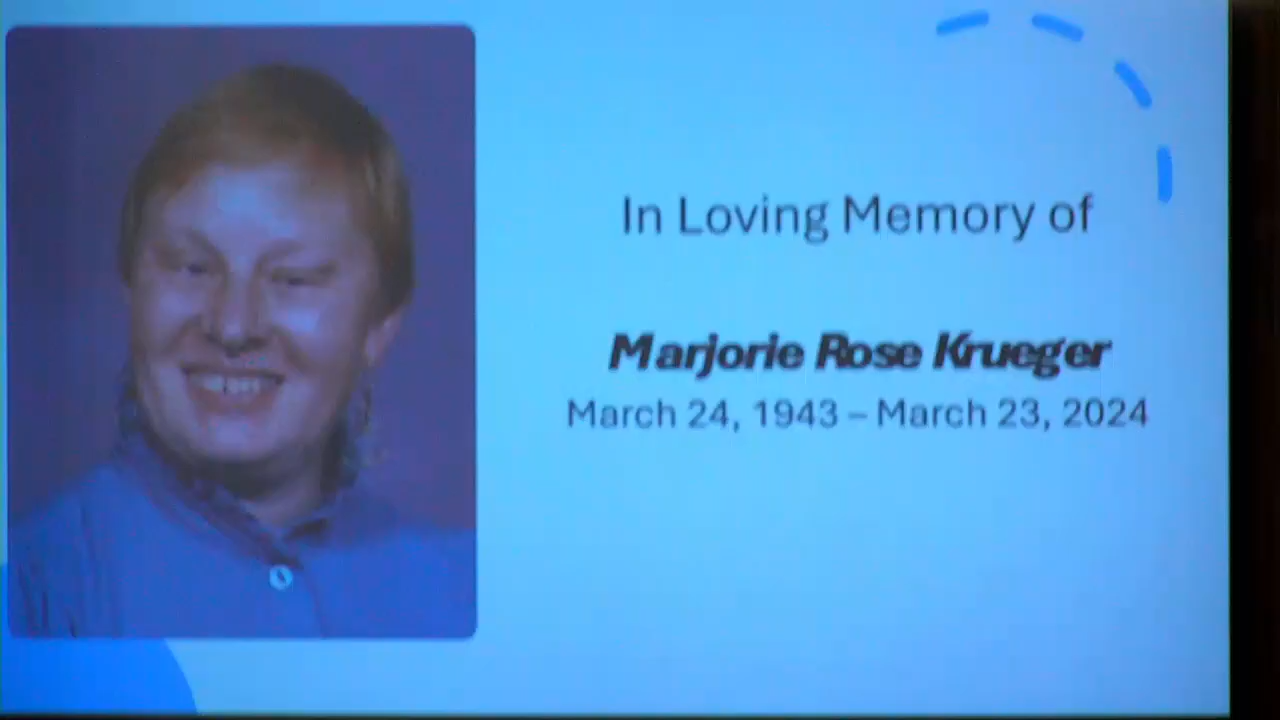 In Loving Memory of
Marjorie Rose Krueger
March 24, 1943 – March 23, 2024